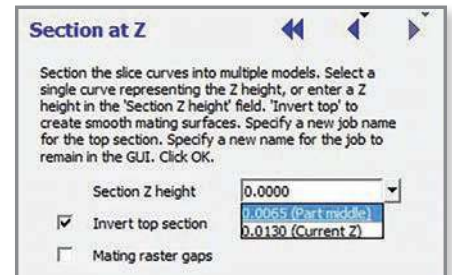 Section at Z
Section the slice curves into multiple models. Select a
single curve representing the Z height, or enter a Z
height in the 'Section Z height' field. 'Invert top' to
create smooth mating surfaces. Specify a new job name
for the top section. Specify a new name for the job to
remain in the GUI. Click OK.
Section Z height 0.0000
0.0065 (Part middle)
Invert top section 0.0130 (Current Z)
Mating raster gaps